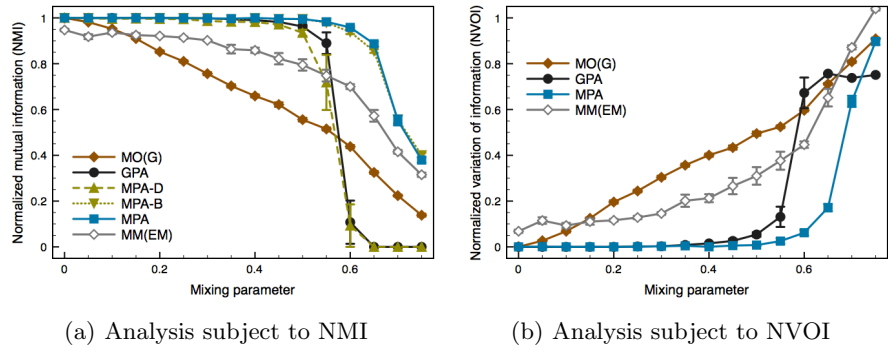 Normalized mutual information (NMI)
1
0.8
0.6
0.4
0.2
0
MO(G)
GPA
MPA-D
MPA-B
MPA
MM(EM)
0
0.2
0.4
0.6
Mixing parameter
(a) Analysis subject to NMI
Normalized variation of information (NVOI)
1
0.8
0.6
0.4
0.2
0
MO(G)
GPA
MPA
MM(EM)
0
0.2
0.4
0.6
Mixing parameter
(b) Analysis subject to NVOI